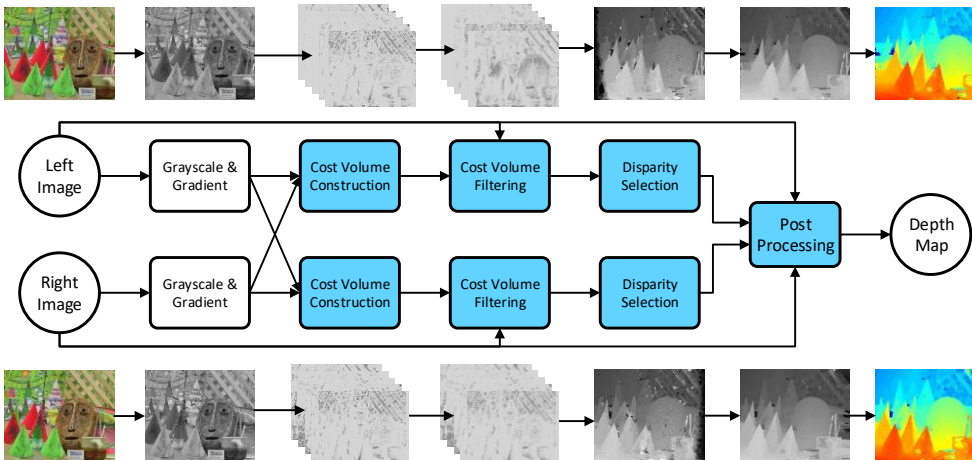 Left
Image
Grayscale &
Gradient
Cost Volume
Construction
Cost Volume
Filtering
Disparity
Selection
Post
Processing
Depth
Map
Right
Image
Grayscale &
Gradient
Cost Volume
Construction
Cost Volume
Filtering
Disparity
Selection